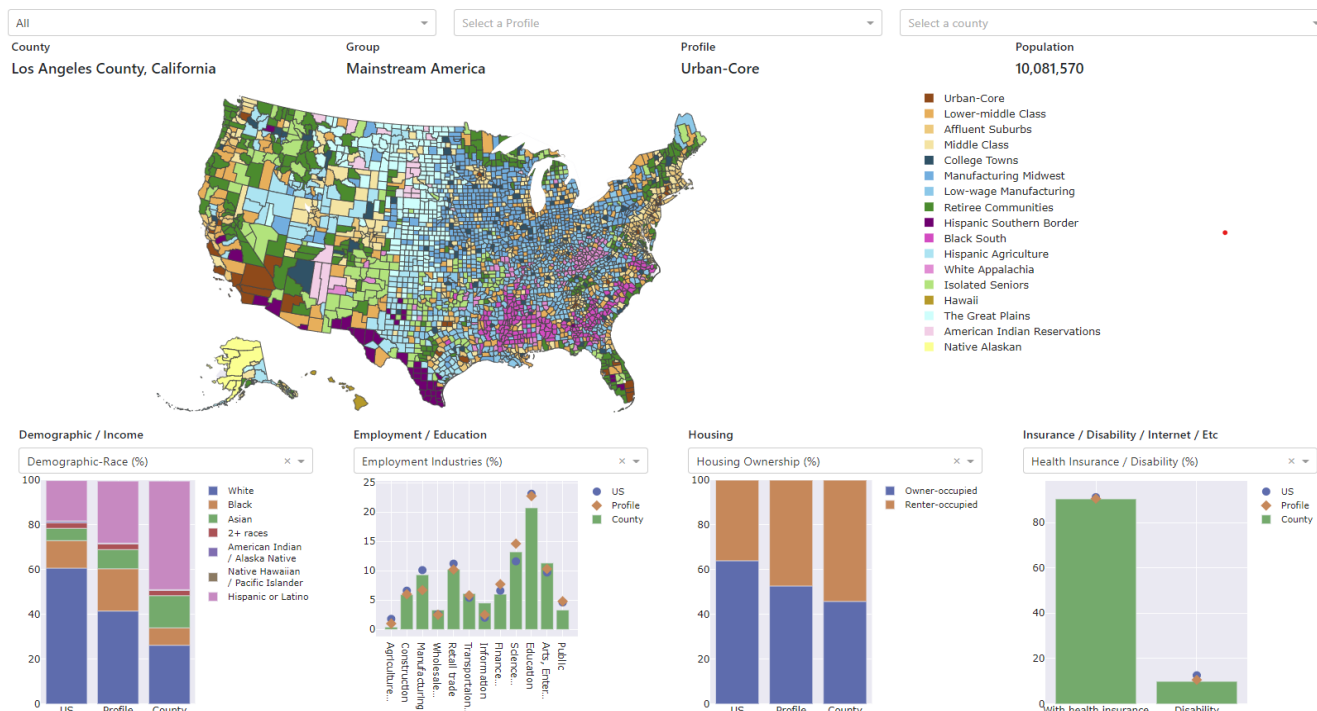 All
Select a Profile
Select a county
County
Group
Profile
Population
Los Angeles County, California
Mainstream America
Urban-Core
10,081,570
Urban-Core
Lower-middle Class
Affluent Suburbs
Middle Class
College Towns
Manufacturing Midwest
Low-wage Manufacturing
Retiree Communities
Hispanic Southern Border
Black South
Hispanic Agriculture
White Appalachia
Isolated Seniors
Hawaii
The Great Plains
American Indian Reservations
Native Alaskan
Demographic / Income
Demographic-Race (%)
100
80
60
40
20
0
US
Profile
County
White
Black
Asian
2+ races
American Indian
/ Alaska Native
Native Hawaiian
/ Pacific Islander
Hispanic or Latino
Employment / Education
Employment Industries (%)
25
20
15
10
5
0
Agriculture...
Construction
Manufacturing
Wholesale...
Retail trade
Transportaion...
Information
Finance...
Science...
Education
Arts, Enter...
Public
US
Profile
County
Housing
Housing Ownership (%)
100
80
60
40
20
0
US
Profile
County
Owner-occupied
Renter-occupied
Insurance / Disability / Internet / Etc
Health Insurance / Disability (%)
80
60
40
20
0
With health insurance
Disability
US
Profile
County